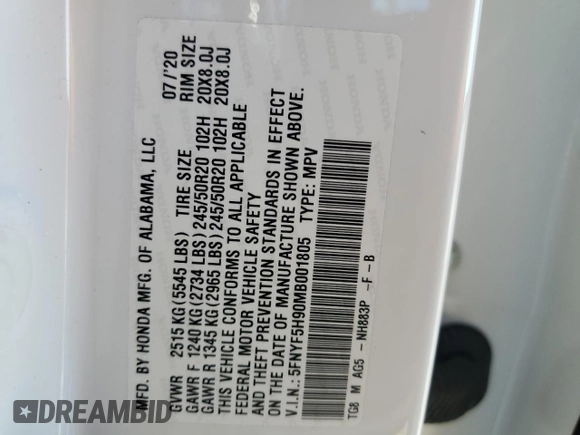 MFD. BY HONDA MFG. OF ALABAMA, LLC 07/'20
GVWR 2515 KG (5545 LBS) TIRE SIZE RIM SIZE
GAWR F 1240 KG (2734 LBS) 245/50R20 102H 20X8.0J
GAWR R 1345 KG (2965 LBS) 245/50R20 102H 20X8.0J
THIS VEHICLE CONFORMS TO ALL APPLICABLE
FEDERAL MOTOR VEHICLE SAFETY
AND THEFT PREVENTION STANDARDS IN EFFECT
ON THE DATE OF MANUFACTURE SHOWN ABOVE.
V.I.N.: 5FNYF5H90MB001805 TYPE: MPV
TG8 M AG5 - NH883P -F-B
DREAMBID